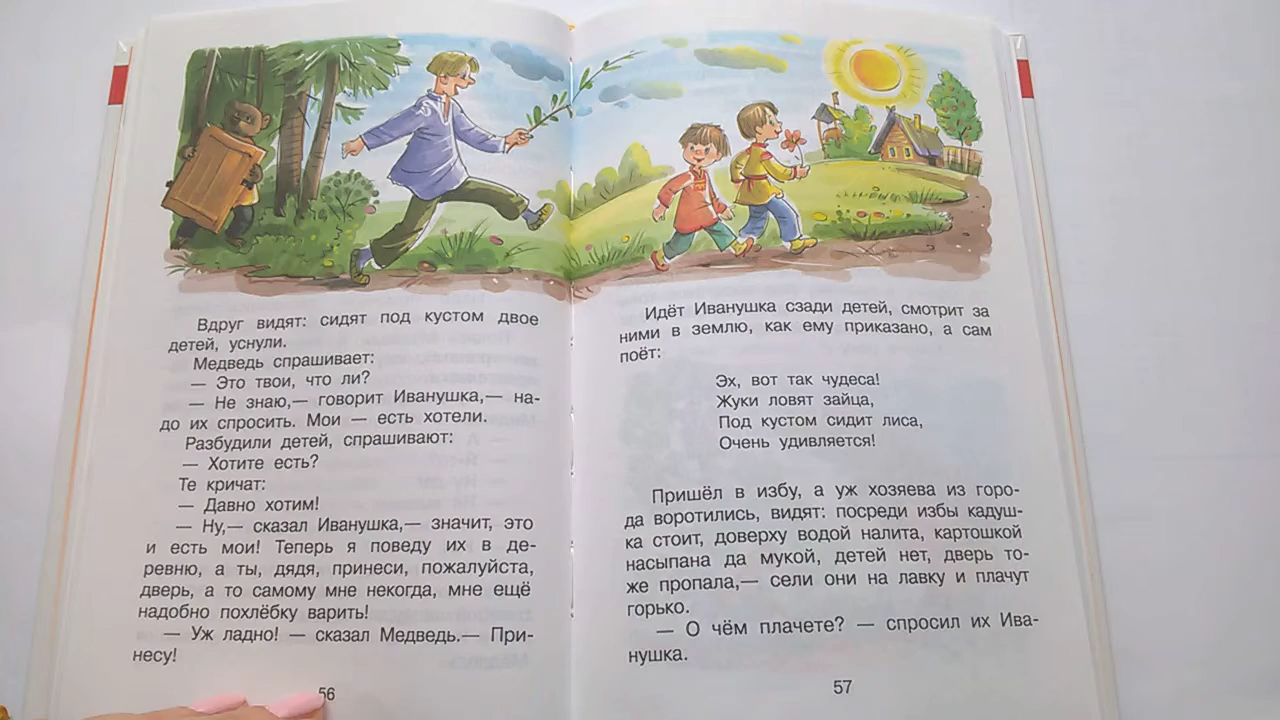 Вдруг видят: сидят под кустом двое
детей, уснули.
Медведь спрашивает:
— Это твои, что ли?
— Не знаю,— говорит Иванушка,— на-
до их спросить. Мои — есть хотели.
Разбудили детей, спрашивают:
— Хотите есть?
Те кричат:
— Давно хотим!
— Ну,— сказал Иванушка,— значит, это
и есть мои! Теперь я поведу их в де-
ревню, а ты, дядя, принеси, пожалуйста,
дверь, а то самому мне некогда, мне ещё
надобно похлёбку варить!
— Уж ладно! — сказал Медведь.— При-
несу!
56
Идёт Иванушка сзади детей, смотрит за
ними в землю, как ему приказано, а сам
поёт:
Эх, вот так чудеса!
Жуки ловят зайца,
Под кустом сидит лиса,
Очень удивляется!
Пришёл в избу, а уж хозяева из горо-
да воротились, видят: посреди избы кадуш-
ка стоит, доверху водой налита, картошкой
насыпана да мукой, детей нет, дверь то-
же пропала,— сели они на лавку и плачут
горько.
— О чём плачете? — спросил их Ива-
нушка.
57